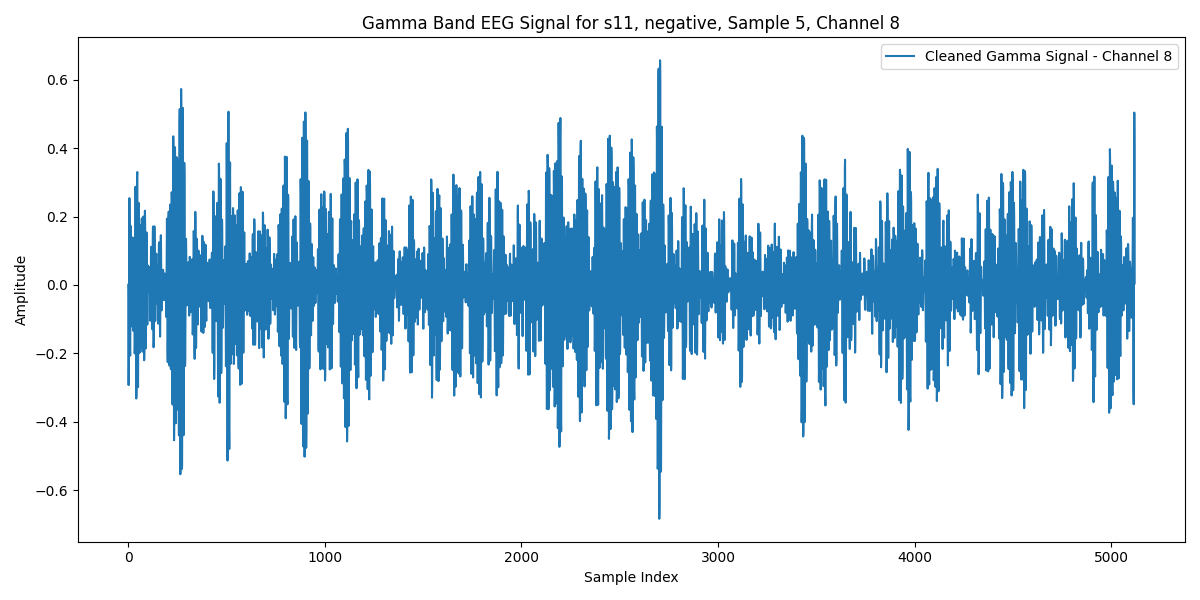 Gamma Band EEG Signal for s11, negative, Sample 5, Channel 8
Cleaned Gamma Signal - Channel 8
Amplitude
0.6
0.4
0.2
0.0
−0.2
−0.4
−0.6
0 1000 2000 3000 4000 5000
Sample Index